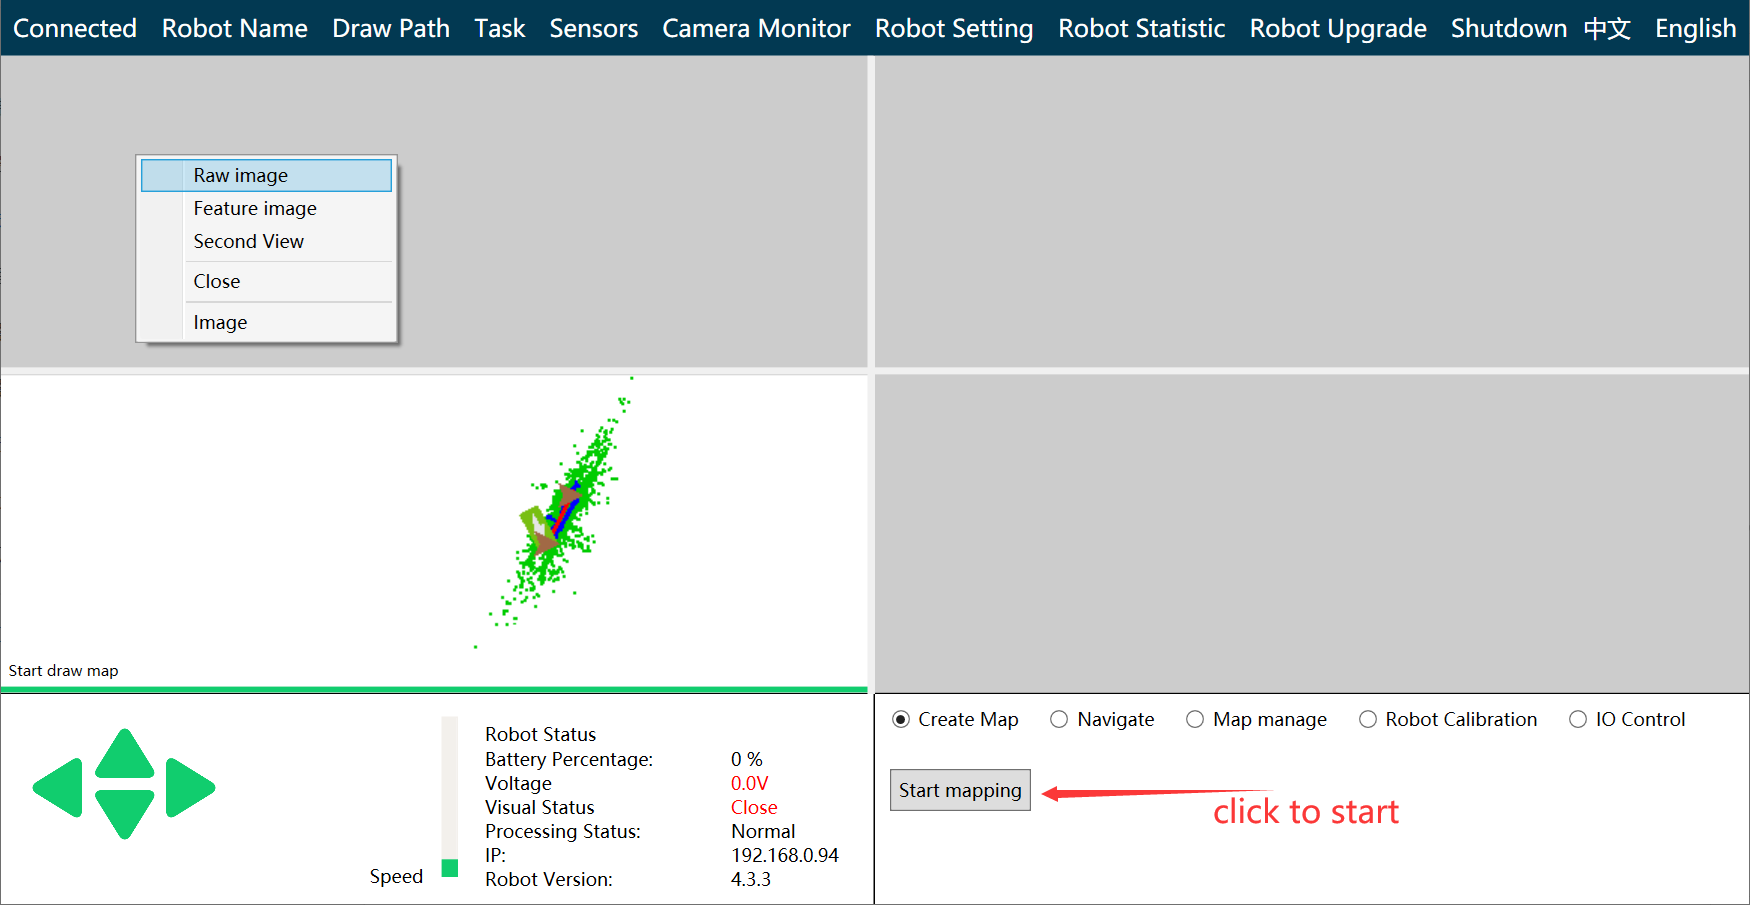 Connected Robot Name Draw Path Task Sensors Camera Monitor Robot Setting Robot Statistic Robot Upgrade Shutdown 中文 English
Raw image
Feature image
Second View
Close
Image
Start draw map
Speed
Robot Status
Battery Percentage: 0 %
Voltage 0.0V
Visual Status Close
Processing Status: Normal
IP: 192.168.0.94
Robot Version: 4.3.3
Create Map Navigate Map manage Robot Calibration IO Control
Start mapping
click to start